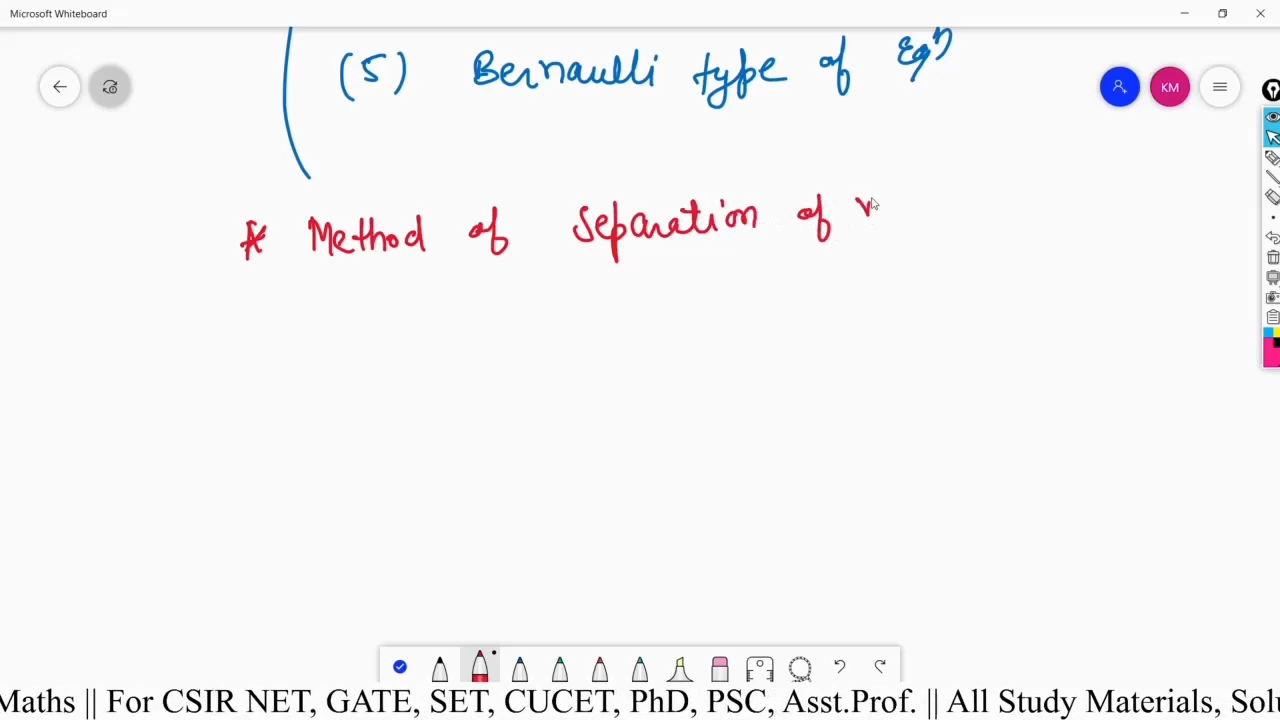 Microsoft Whiteboard
(5) Bernaulli type of Eqⁿ
KM
* Method of Separation of v
Maths || For CSIR NET, GATE, SET, CUCET, PhD, PSC, Asst.Prof. || All Study Materials, Solu